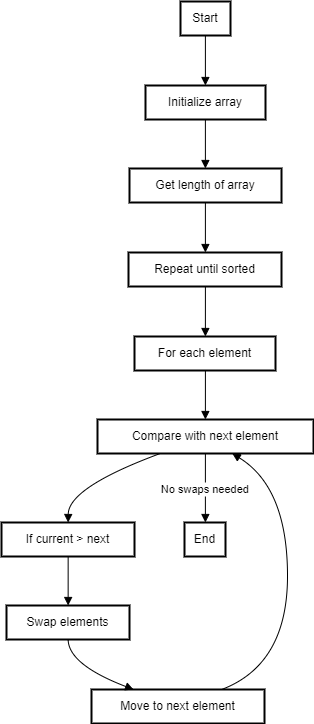 Start
Initialize array
Get length of array
Repeat until sorted
For each element
Compare with next element
No swaps needed
If current > next
End
Swap elements
Move to next element